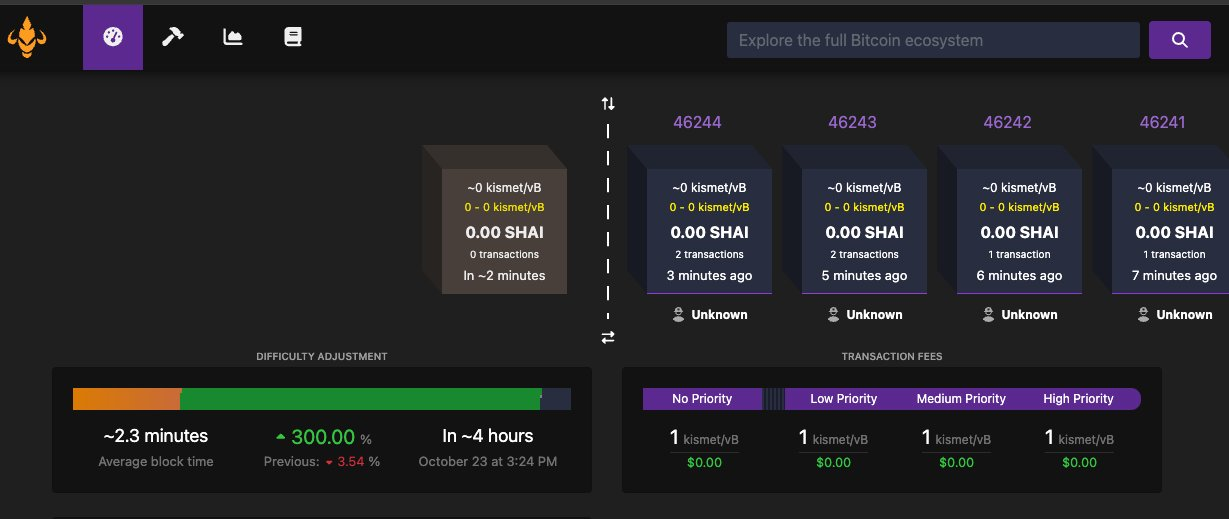 Explore the full Bitcoin ecosystem
46244
46243
46242
46241
~0 kismet/vB
0 - 0 kismet/vB
0.00 SHAI
0 transactions
In ~2 minutes
~0 kismet/vB
0 - 0 kismet/vB
0.00 SHAI
2 transactions
3 minutes ago
Unknown
~0 kismet/vB
0 - 0 kismet/vB
0.00 SHAI
2 transactions
5 minutes ago
Unknown
~0 kismet/vB
0 - 0 kismet/vB
0.00 SHAI
1 transaction
6 minutes ago
Unknown
~0 kismet/vB
0 - 0 kismet/vB
0.00 SHAI
1 transaction
7 minutes ago
Unknown
DIFFICULTY ADJUSTMENT
~2.3 minutes
Average block time
300.00 %
Previous: 3.54 %
In ~4 hours
October 23 at 3:24 PM
TRANSACTION FEES
No Priority
Low Priority
Medium Priority
High Priority
1 kismet/vB
$0.00
1 kismet/vB
$0.00
1 kismet/vB
$0.00
1 kismet/vB
$0.00